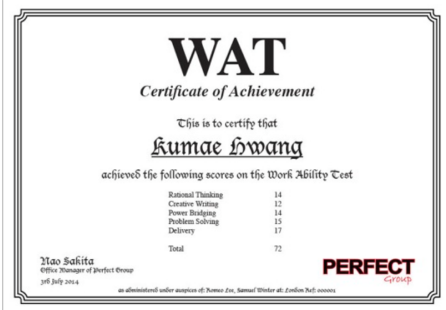 WAT
Certificate of Achievement
This is to certify that
Kumae Hwang
achieved the following scores on the Work Ability Test
Rational Thinking 14
Creative Writing 12
Power Bridging 14
Problem Solving 15
Delivery 17
Total 72
Nao Sakita
Office Manager of Perfect Group
3rd July 2014
PERFECT
Group
as administered under auspices of: Romeo Lee, Samuel Winter at: London Ref: 000001